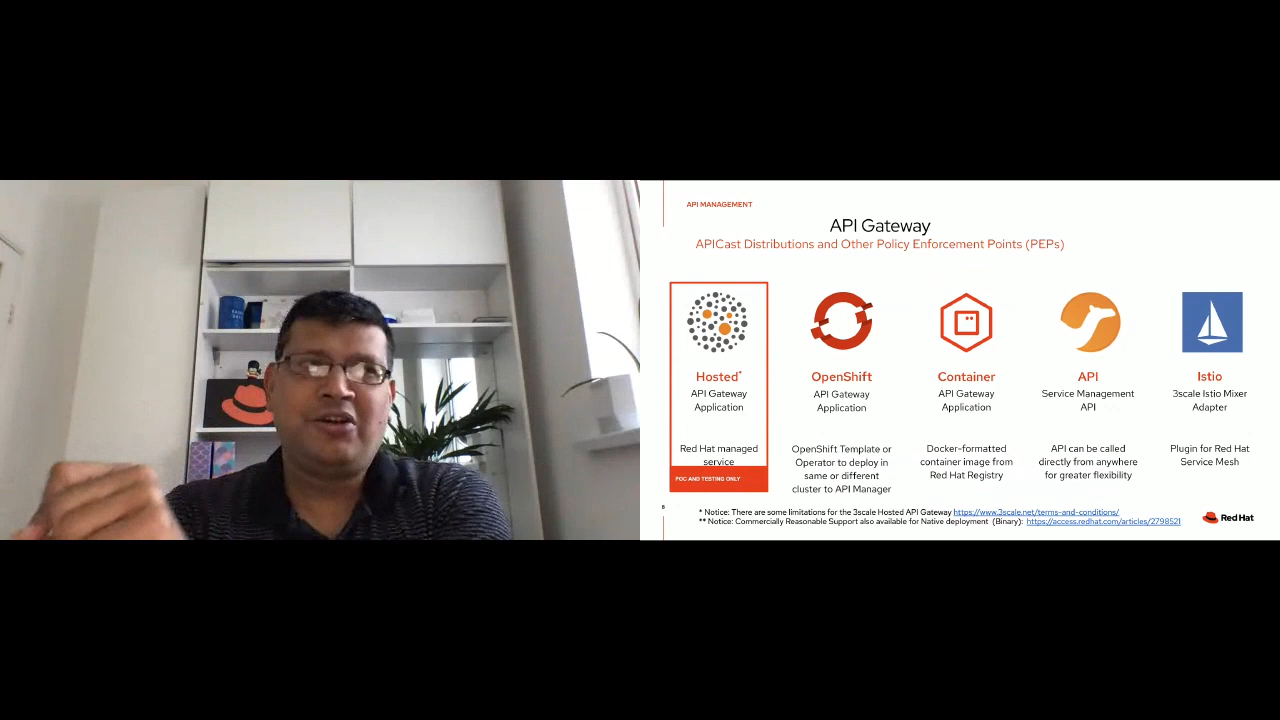 API MANAGEMENT
API Gateway
APICast Distributions and Other Policy Enforcement Points (PEPs)
Hosted*
API Gateway
Application
Red Hat managed
service
POC AND TESTING ONLY
OpenShift
API Gateway
Application
OpenShift Template or
Operator to deploy in
same or different
cluster to API Manager
Container
API Gateway
Application
Docker-formatted
container image from
Red Hat Registry
API
Service Management
API
API can be called
directly from anywhere
for greater flexibility
Istio
3scale Istio Mixer
Adapter
Plugin for Red Hat
Service Mesh
8
* Notice: There are some limitations for the 3scale Hosted API Gateway https://www.3scale.net/terms-and-conditions/
** Notice: Commercially Reasonable Support also available for Native deployment (Binary): https://access.redhat.com/articles/2798521
Red Hat